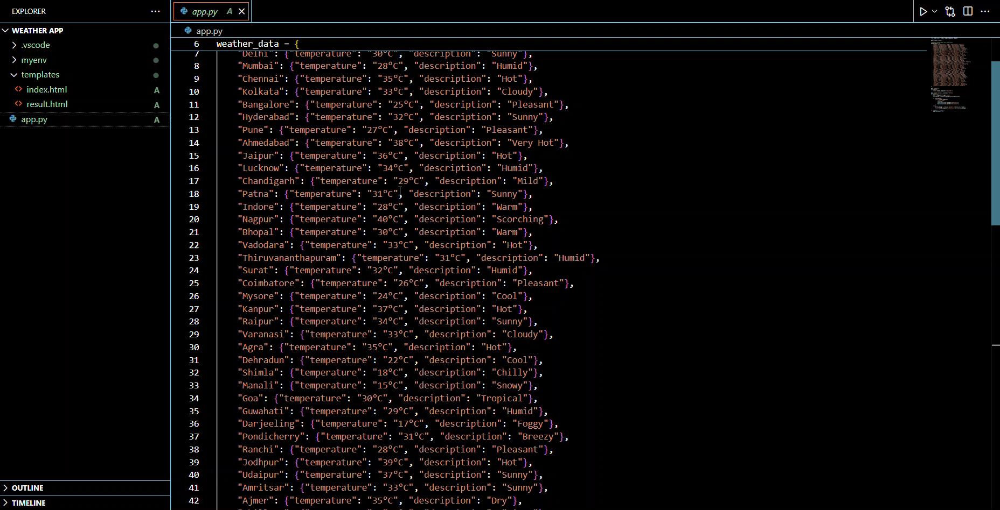 EXPLORER
WEATHER APP
.vscode
myenv
templates
index.html A
result.html A
app.py A
OUTLINE
TIMELINE
app.py A
app.py
6 weather_data = {
7 "Delhi": {"temperature": "30°C", "description": "Sunny"},
8 "Mumbai": {"temperature": "28°C", "description": "Humid"},
9 "Chennai": {"temperature": "35°C", "description": "Hot"},
10 "Kolkata": {"temperature": "33°C", "description": "Cloudy"},
11 "Bangalore": {"temperature": "25°C", "description": "Pleasant"},
12 "Hyderabad": {"temperature": "32°C", "description": "Sunny"},
13 "Pune": {"temperature": "27°C", "description": "Pleasant"},
14 "Ahmedabad": {"temperature": "38°C", "description": "Very Hot"},
15 "Jaipur": {"temperature": "36°C", "description": "Hot"},
16 "Lucknow": {"temperature": "34°C", "description": "Humid"},
17 "Chandigarh": {"temperature": "29°C", "description": "Mild"},
18 "Patna": {"temperature": "31°C", "description": "Sunny"},
19 "Indore": {"temperature": "28°C", "description": "Warm"},
20 "Nagpur": {"temperature": "40°C", "description": "Scorching"},
21 "Bhopal": {"temperature": "30°C", "description": "Warm"},
22 "Vadodara": {"temperature": "33°C", "description": "Hot"},
23 "Thiruvananthapuram": {"temperature": "31°C", "description": "Humid"},
24 "Surat": {"temperature": "32°C", "description": "Humid"},
25 "Coimbatore": {"temperature": "26°C", "description": "Pleasant"},
26 "Mysore": {"temperature": "24°C", "description": "Cool"},
27 "Kanpur": {"temperature": "37°C", "description": "Hot"},
28 "Raipur": {"temperature": "34°C", "description": "Sunny"},
29 "Varanasi": {"temperature": "33°C", "description": "Cloudy"},
30 "Agra": {"temperature": "35°C", "description": "Hot"},
31 "Dehradun": {"temperature": "22°C", "description": "Cool"},
32 "Shimla": {"temperature": "18°C", "description": "Chilly"},
33 "Manali": {"temperature": "15°C", "description": "Snowy"},
34 "Goa": {"temperature": "30°C", "description": "Tropical"},
35 "Guwahati": {"temperature": "29°C", "description": "Humid"},
36 "Darjeeling": {"temperature": "17°C", "description": "Foggy"},
37 "Pondicherry": {"temperature": "31°C", "description": "Breezy"},
38 "Ranchi": {"temperature": "28°C", "description": "Pleasant"},
39 "Jodhpur": {"temperature": "39°C", "description": "Hot"},
40 "Udaipur": {"temperature": "37°C", "description": "Sunny"},
41 "Amritsar": {"temperature": "33°C", "description": "Sunny"},
42 "Ajmer": {"temperature": "35°C", "description": "Dry"},